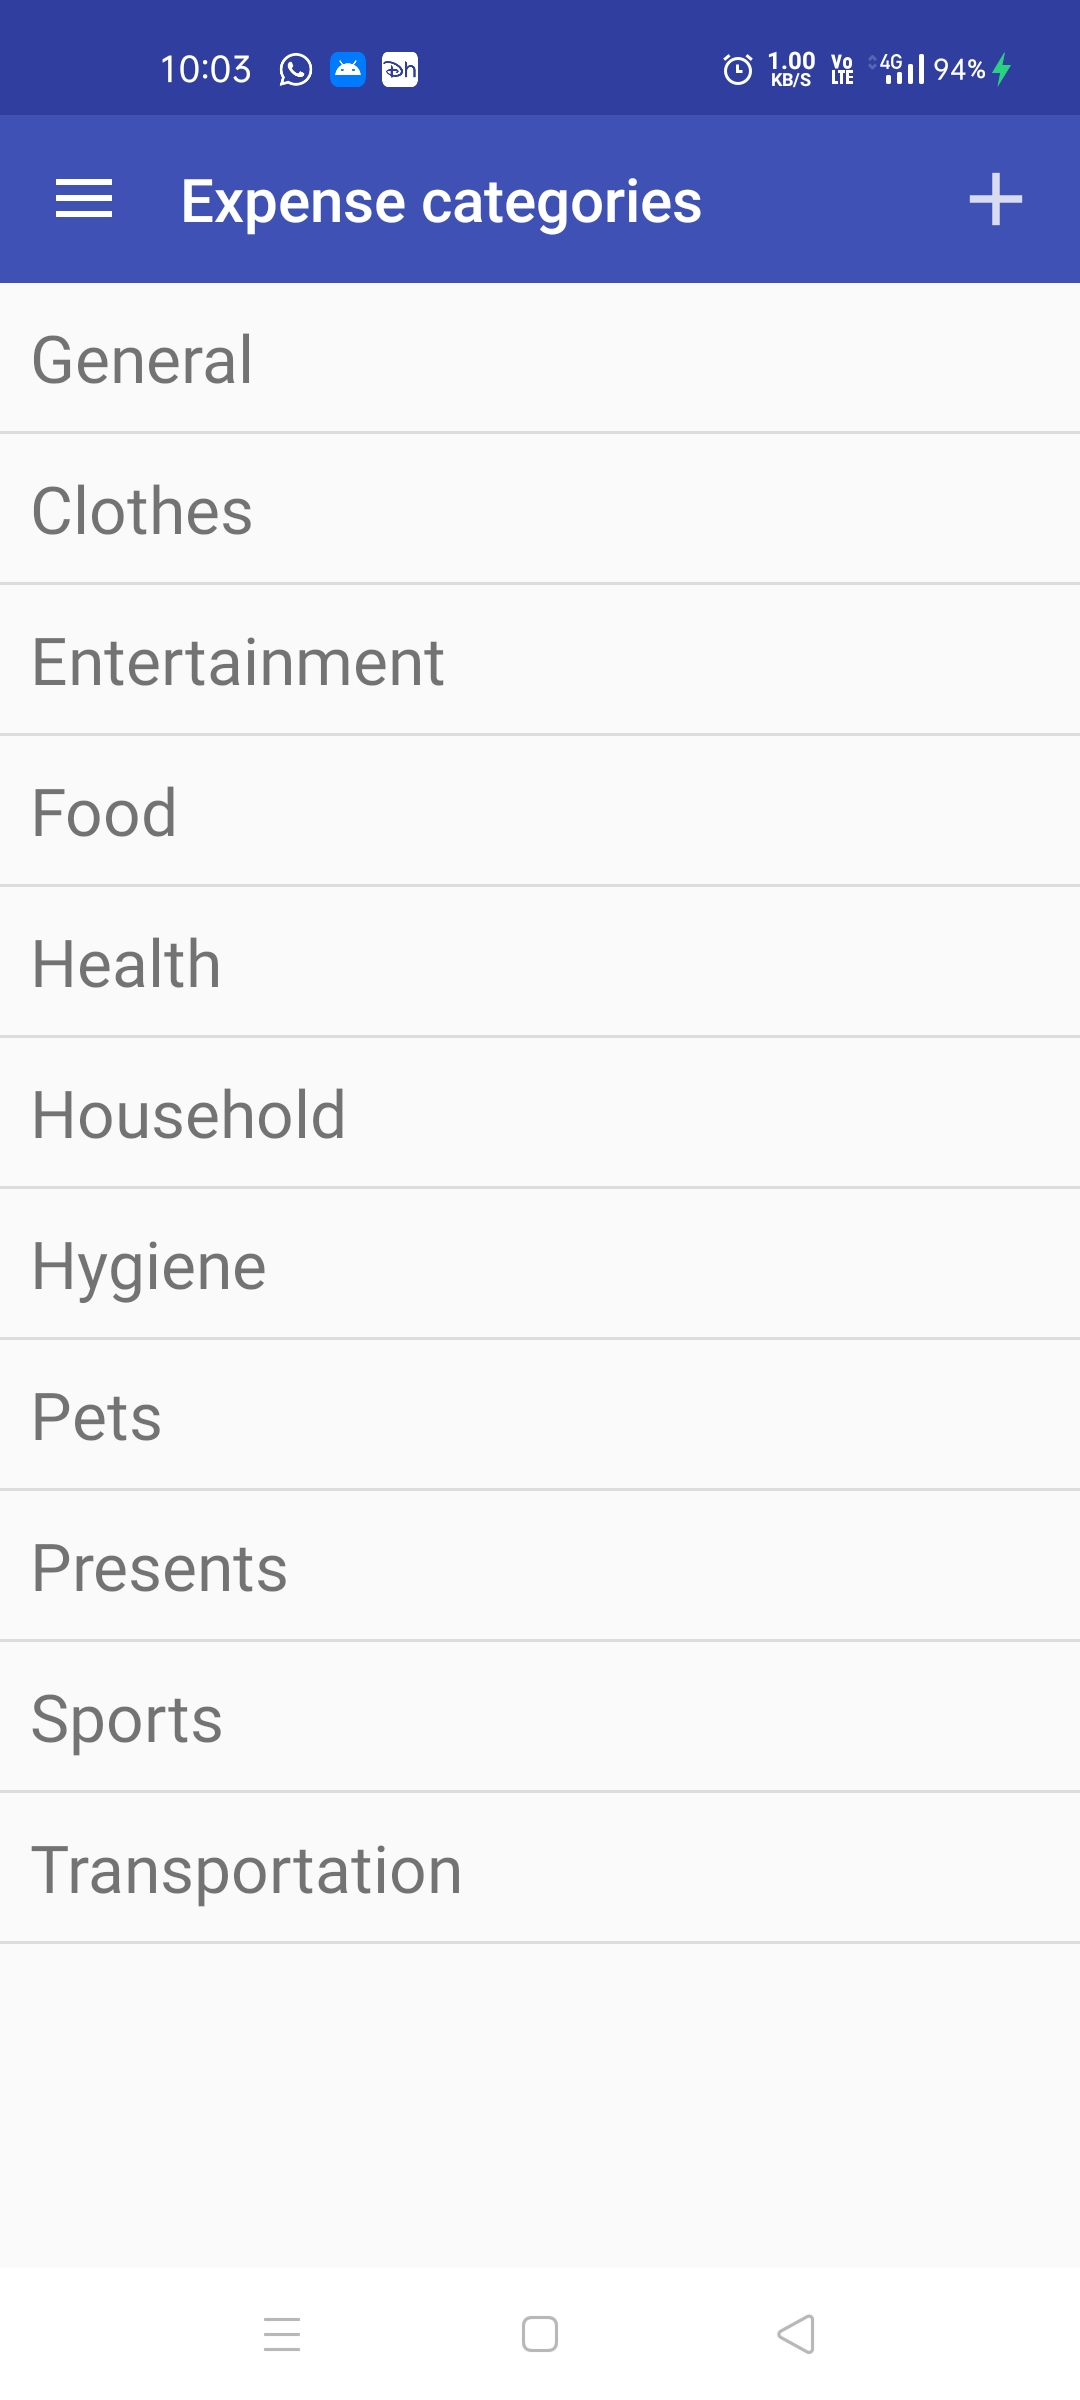 10:03 Dh 1.00 KB/S Vo LTE 4G 94%
Expense categories
General
Clothes
Entertainment
Food
Health
Household
Hygiene
Pets
Presents
Sports
Transportation